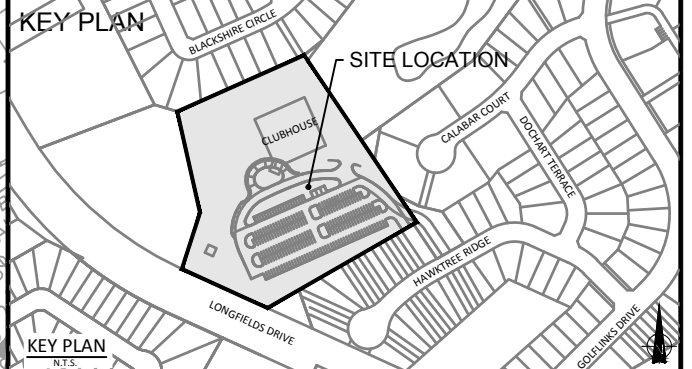 KEY PLAN
BLACKSHIRE CIRCLE
SITE LOCATION
CLUBHOUSE
CALABAR COURT
DOCHART TERRACE
HAWKTREE RIDGE
LONGFIELDS DRIVE
GOLFLINKS DRIVE
KEY PLAN
N.T.S.